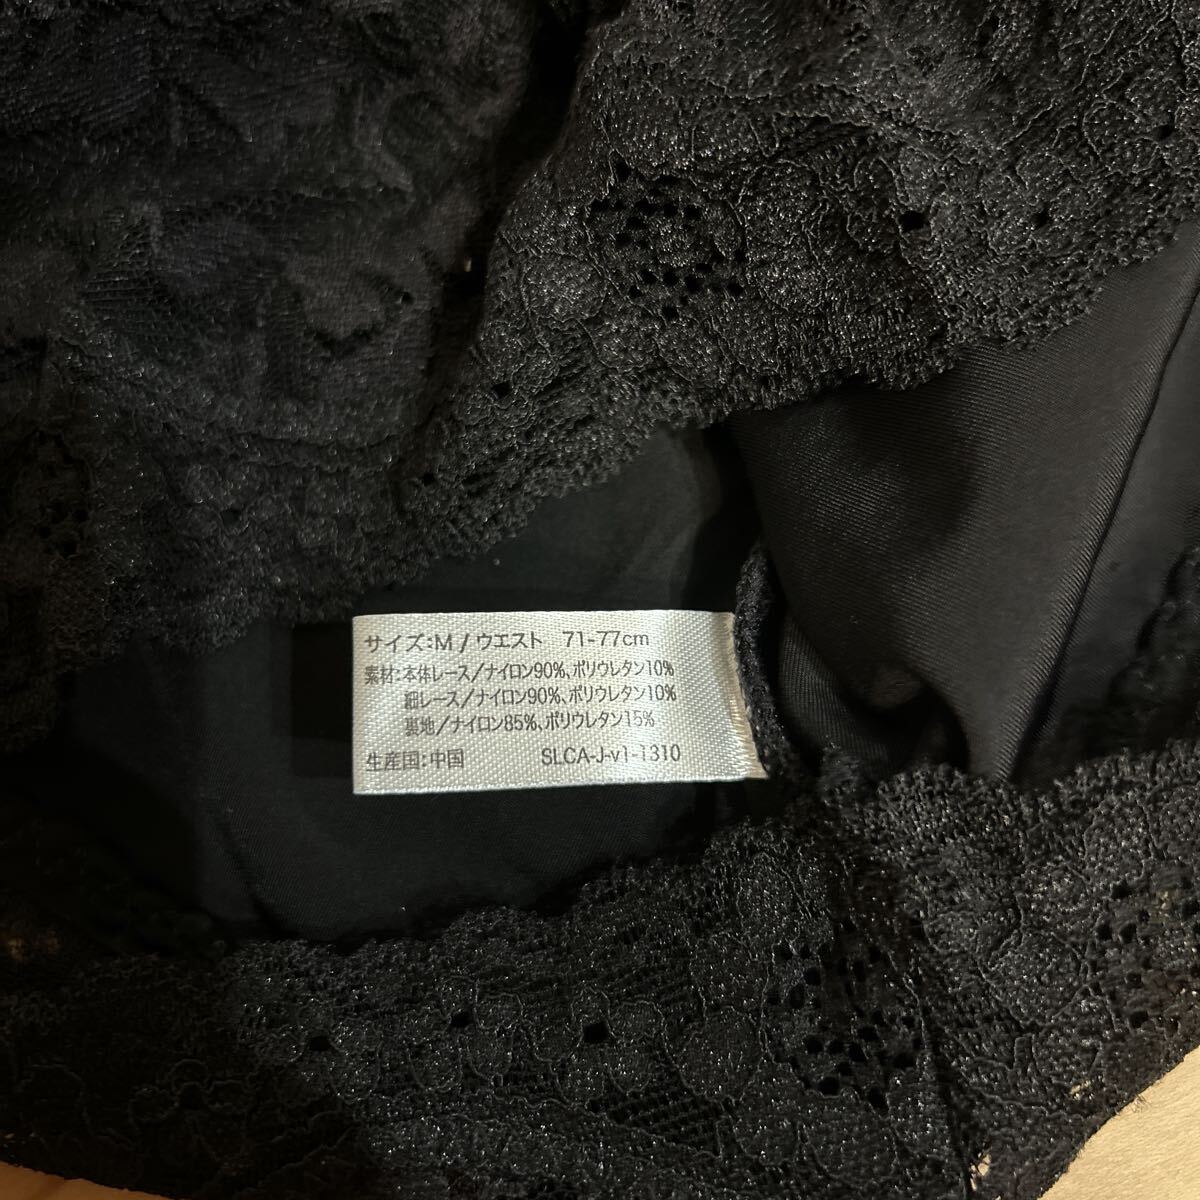 サイズ:M/ウエスト 71-77cm
素材:本体レース/ナイロン90%、ポリウレタン10%
細レース/ナイロン90%、ポリウレタン10%
裏地/ナイロン85%、ポリウレタン15%
生産国:中国 SLCA-J-v1-1310